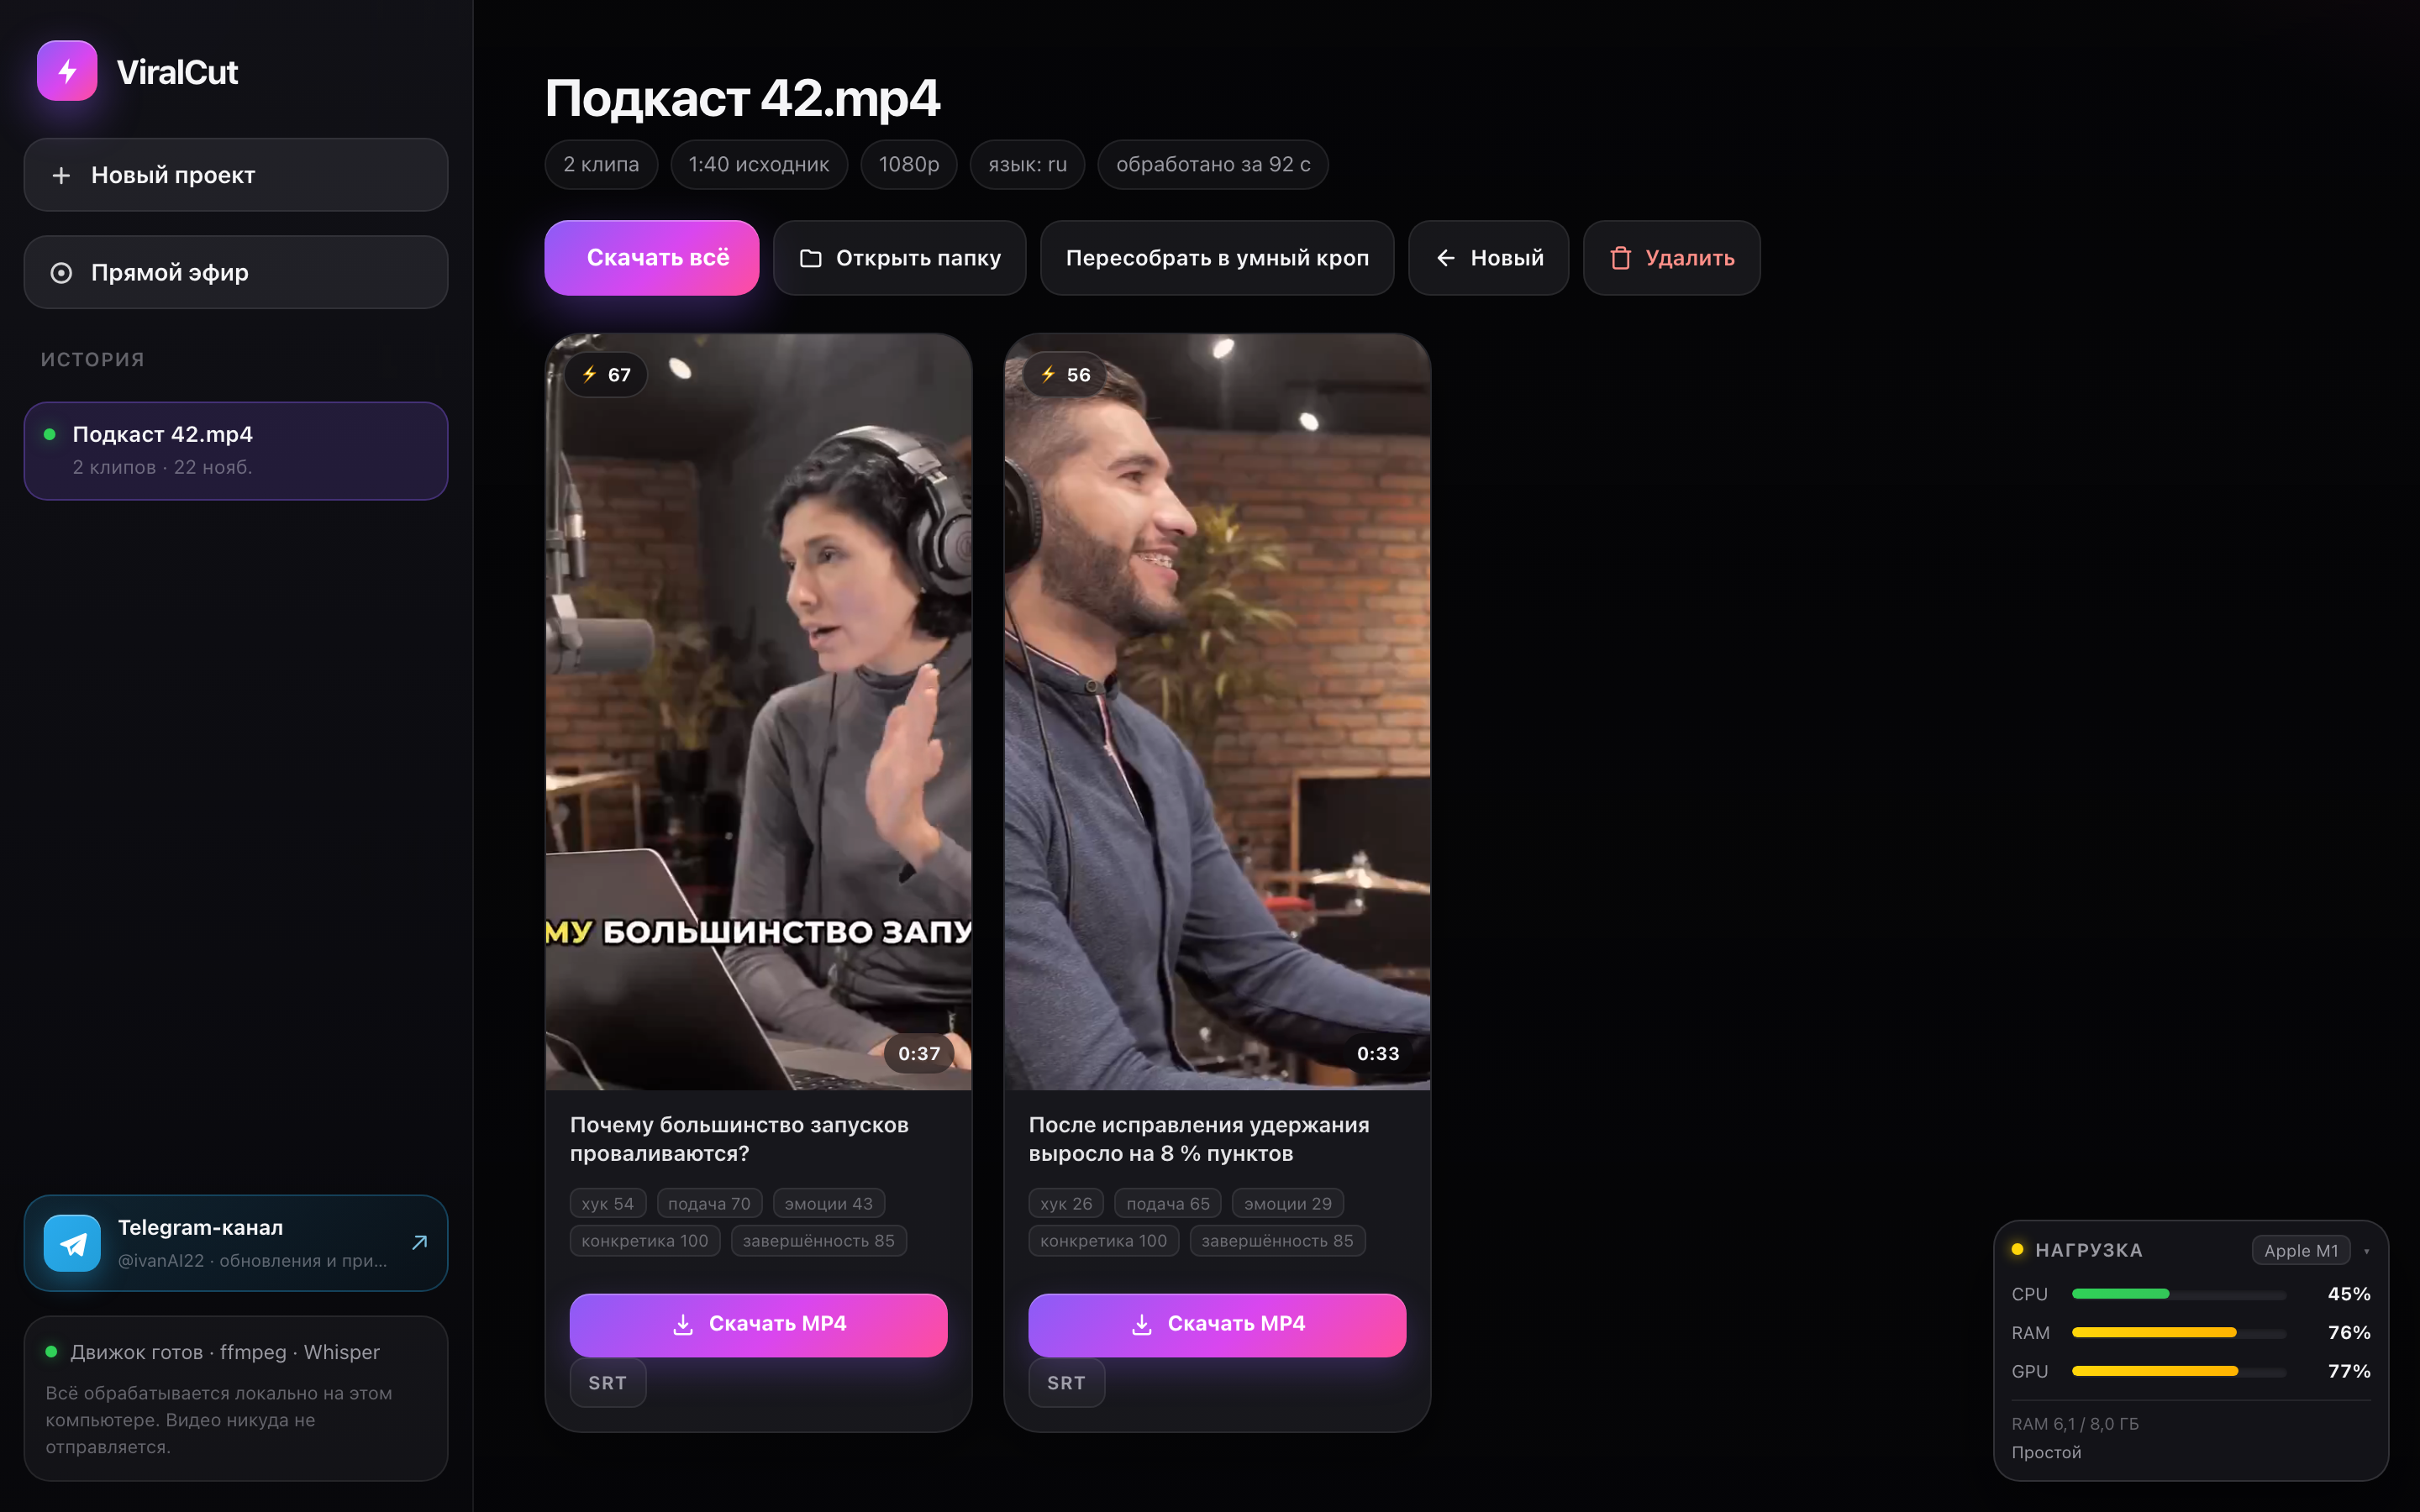 ViralCut
Новый проект
Прямой эфир
ИСТОРИЯ
Подкаст 42.mp4
2 клипов · 22 нояб.
Telegram-канал
@ivanAI22 · обновления и при...
Движок готов · ffmpeg · Whisper
Всё обрабатывается локально на этом
компьютере. Видео никуда не
отправляется.
Подкаст 42.mp4
2 клипа
1:40 исходник
1080p
язык: ru
обработано за 92 с
Скачать всё
Открыть папку
Пересобрать в умный кроп
Новый
Удалить
67
МУ БОЛЬШИНСТВО ЗАПУ
0:37
Почему большинство запусков
проваливаются?
хук 54
подача 70
эмоции 43
конкретика 100
завершённость 85
Скачать MP4
SRT
56
0:33
После исправления удержания
выросло на 8 % пунктов
хук 26
подача 65
эмоции 29
конкретика 100
завершённость 85
Скачать MP4
SRT
НАГРУЗКА
Apple M1
CPU 45%
RAM 76%
GPU 77%
RAM 6,1 / 8,0 ГБ
Простой